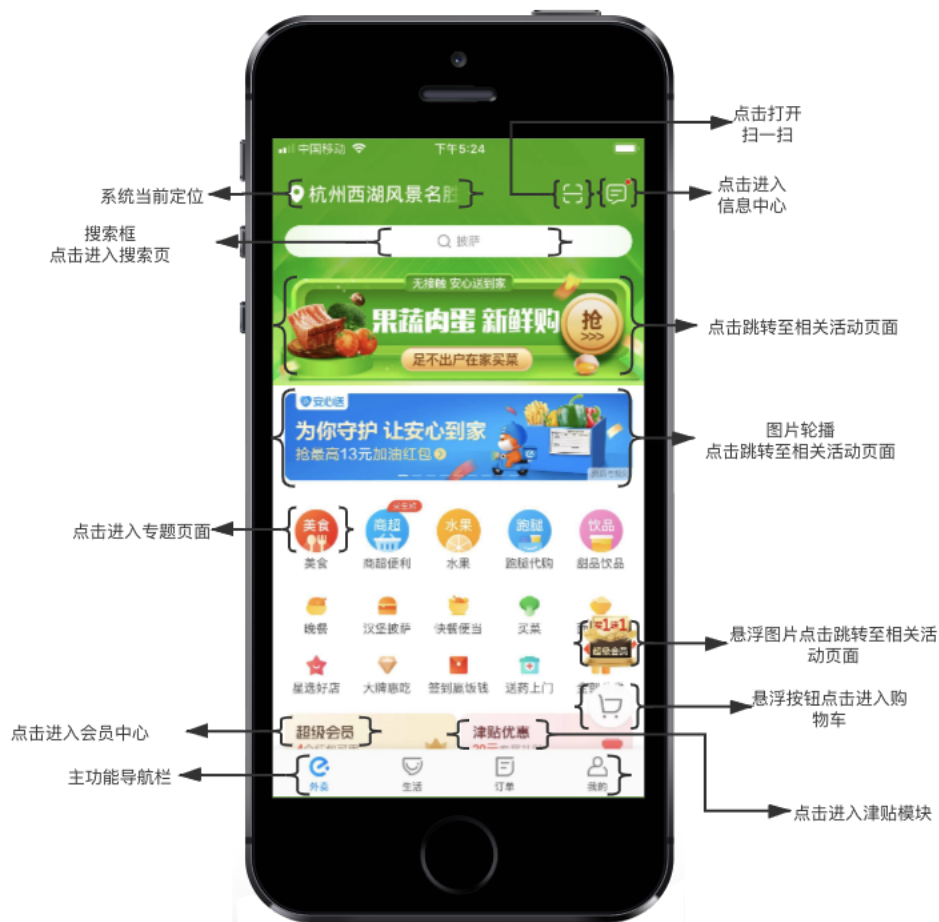 点击打开
扫一扫
中国移动
下午5:24
系统当前定位
杭州西湖风景名胜
点击进入
信息中心
搜索框
点击进入搜索页
披萨
无接触 安心送到家
果蔬肉蛋 新鲜购
抢
>>>
足不出户在家买菜
点击跳转至相关活动页面
安心送
为你守护 让安心到家
抢最高13元加油红包
图片轮播
点击跳转至相关活动页面
点击进入专题页面
美食
商超
水果
跑腿
饮品
美食
商超便利
水果
跑腿代购
甜品饮品
晚餐
汉堡披萨
快餐便当
买菜
买1送1
超级会员
悬浮图片点击跳转至相关活
动页面
星选好店
大牌惠吃
签到赢饭钱
送药上门
悬浮按钮点击进入购
物车
点击进入会员中心
超级会员
津贴优惠
主功能导航栏
外卖
生活
订单
我的
点击进入津贴模块